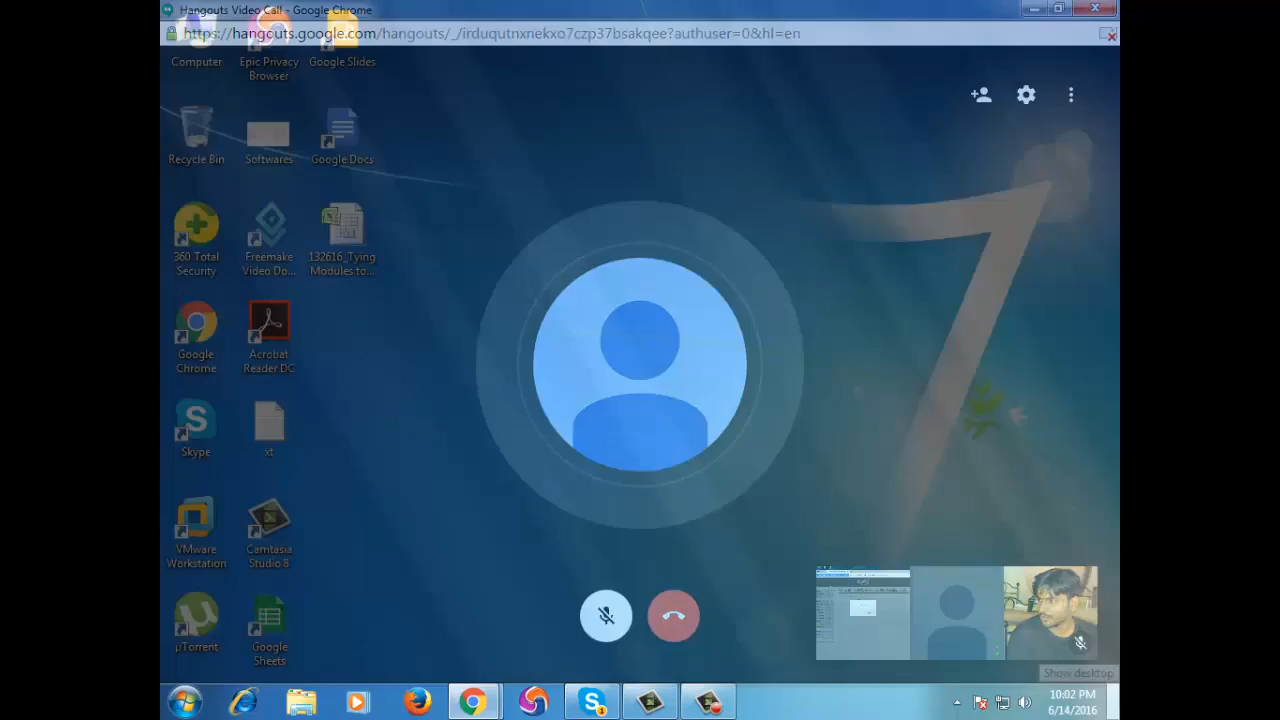 Hangouts Video Call - Google Chrome
https://hangouts.google.com/hangouts/_/irduqutnxnekxo7czp37bsakqee?authuser=0&hl=en
Computer
Epic Privacy
Browser
Google Slides
Recycle Bin
Softwares
Google Docs
360 Total
Security
Freemake
Video Do...
132616_Tying
Modules to...
Google
Chrome
Acrobat
Reader DC
Skype
xt
VMware
Workstation
Camtasia
Studio 8
µTorrent
Google
Sheets
7
Show desktop
1
10:02 PM
6/14/2016